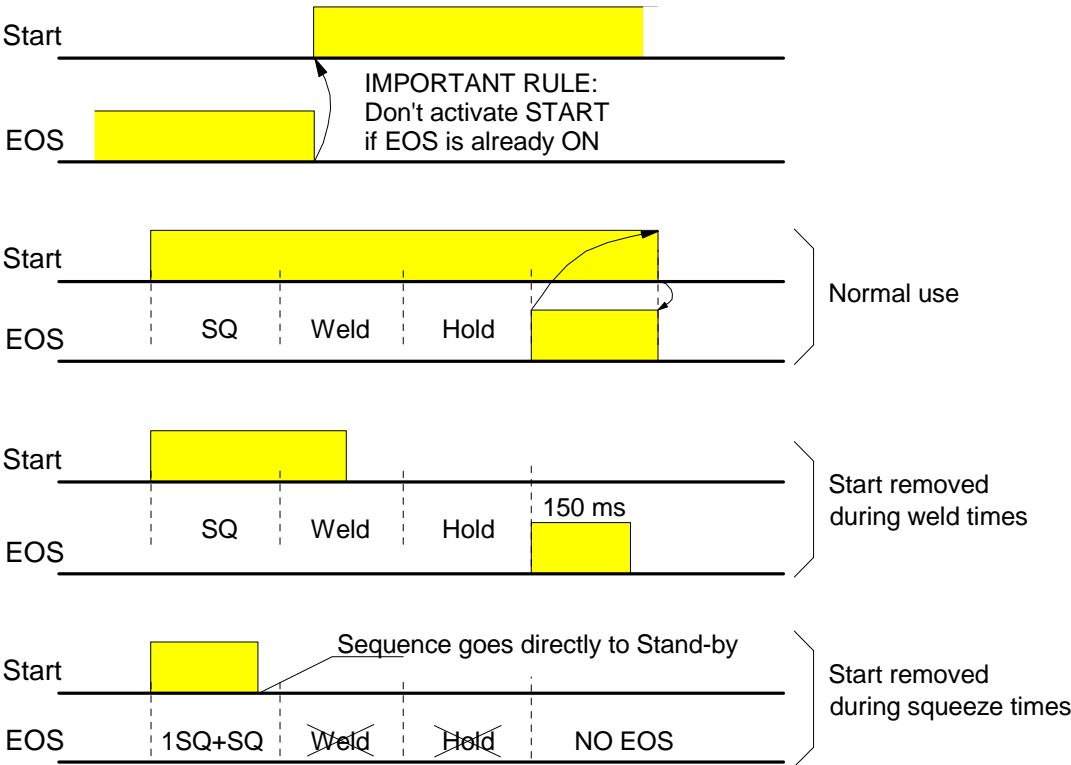 Start
IMPORTANT RULE:
Don't activate START
if EOS is already ON
EOS
Start
Normal use
EOS
SQ
Weld
Hold
Start
Start removed
during weld times
150 ms
SQ
Weld
Hold
EOS
Sequence goes directly to Stand-by
Start
Start removed
during squeeze times
EOS
1SQ+SQ
Weld
Hold
NO EOS